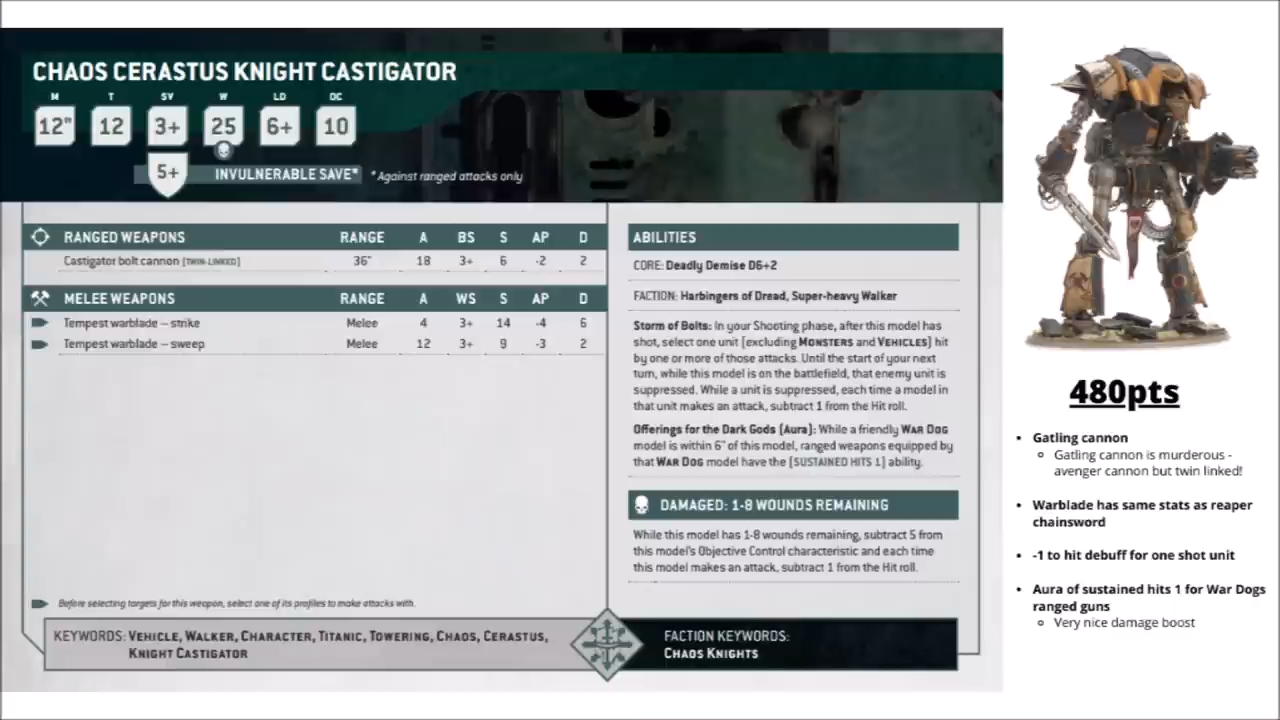 CHAOS CERASTUS KNIGHT CASTIGATOR
M T SV W LD OC
12" 12 3+ 25 6+ 10
5+ INVULNERABLE SAVE* *Against ranged attacks only
RANGED WEAPONS RANGE A BS S AP D
Castigator bolt cannon [TWIN-LINKED] 36" 18 3+ 6 -2 2
MELEE WEAPONS RANGE A WS S AP D
Tempest warblade – strike Melee 4 3+ 14 -4 6
Tempest warblade – sweep Melee 12 3+ 9 -3 2
Before selecting targets for this weapon, select one of its profiles to make attacks with.
ABILITIES
CORE: Deadly Demise D6+2
FACTION: Harbingers of Dread, Super-heavy Walker
Storm of Bolts: In your Shooting phase, after this model has
shot, select one unit (excluding MONSTERS and VEHICLES) hit
by one or more of those attacks. Until the start of your next
turn, while this model is on the battlefield, that enemy unit is
suppressed. While a unit is suppressed, each time a model in
that unit makes an attack, subtract 1 from the Hit roll.
Offerings for the Dark Gods (Aura): While a friendly WAR DOG
model is within 6" of this model, ranged weapons equipped by
that WAR DOG model have the [SUSTAINED HITS 1] ability.
DAMAGED: 1-8 WOUNDS REMAINING
While this model has 1-8 wounds remaining, subtract 5 from
this model's Objective Control characteristic and each time
this model makes an attack, subtract 1 from the Hit roll.
KEYWORDS: VEHICLE, WALKER, CHARACTER, TITANIC, TOWERING, CHAOS, CERASTUS,
KNIGHT CASTIGATOR
FACTION KEYWORDS:
CHAOS KNIGHTS
480pts
• Gatling cannon
○ Gatling cannon is murderous -
avenger cannon but twin linked!
• Warblade has same stats as reaper
chainsword
• -1 to hit debuff for one shot unit
• Aura of sustained hits 1 for War Dogs
ranged guns
○ Very nice damage boost